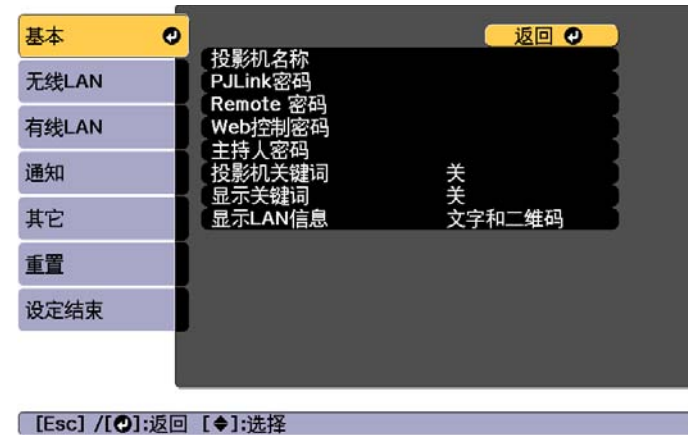 基本
无线LAN
有线LAN
通知
其它
重置
设定结束
返回
投影机名称
PJLink密码
Remote 密码
Web控制密码
主持人密码
投影机关键词 关
显示关键词 关
显示LAN信息 文字和二维码
[Esc] /[]:返回 [◆]:选择